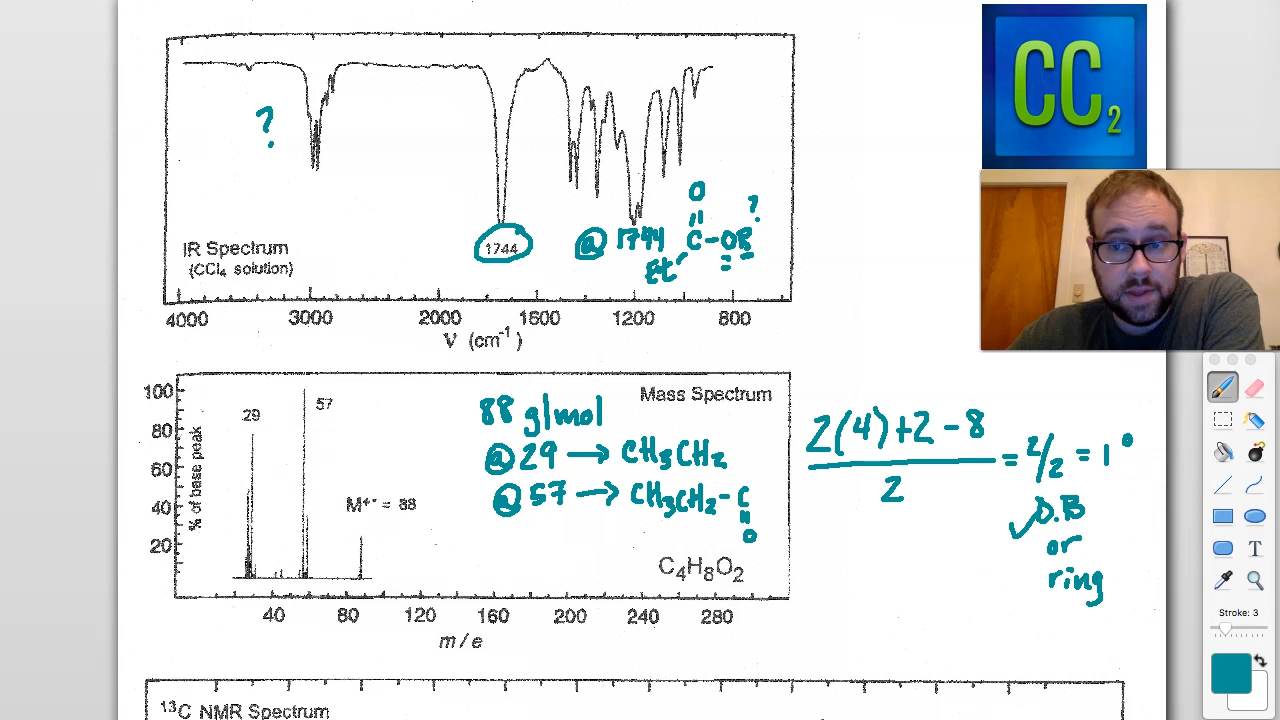 CC2
?
IR Spectrum
(CCl4 solution)
1744
@ 1744
O
C-OR
?
Et
4000 3000 2000 1600 1200 800
ν (cm-1)
Mass Spectrum
100
80
60
40
20
% of base peak
29
57
M+· = 88
88 g/mol
@ 29 → CH3CH2
@ 57 → CH3CH2-C
O
C4H8O2
40 80 120 160 200 240 280
m / e
2(4)+2-8
2
= 2/2 = 1°
D.B
or
ring
13C NMR Spectrum
T
Stroke: 3